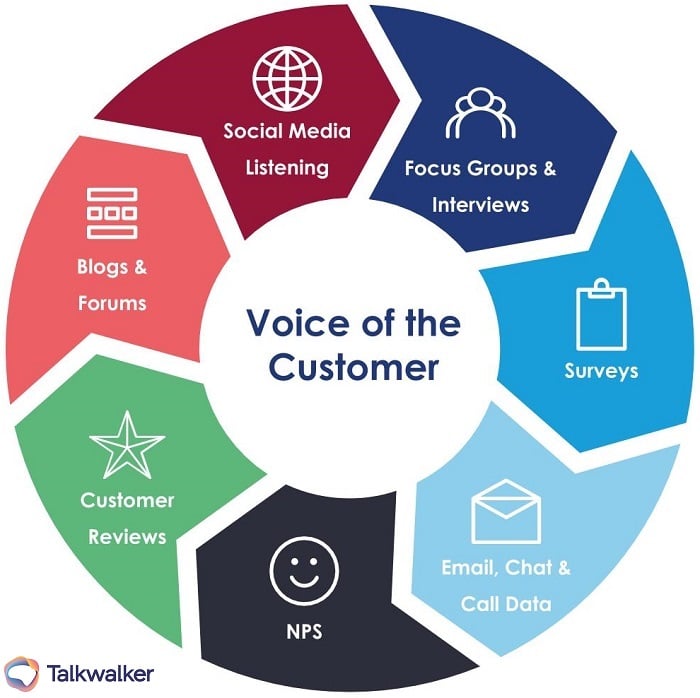 Voice of the
Customer
Social Media
Listening
Focus Groups &
Interviews
Surveys
Email, Chat &
Call Data
NPS
Customer
Reviews
Blogs &
Forums
Talkwalker